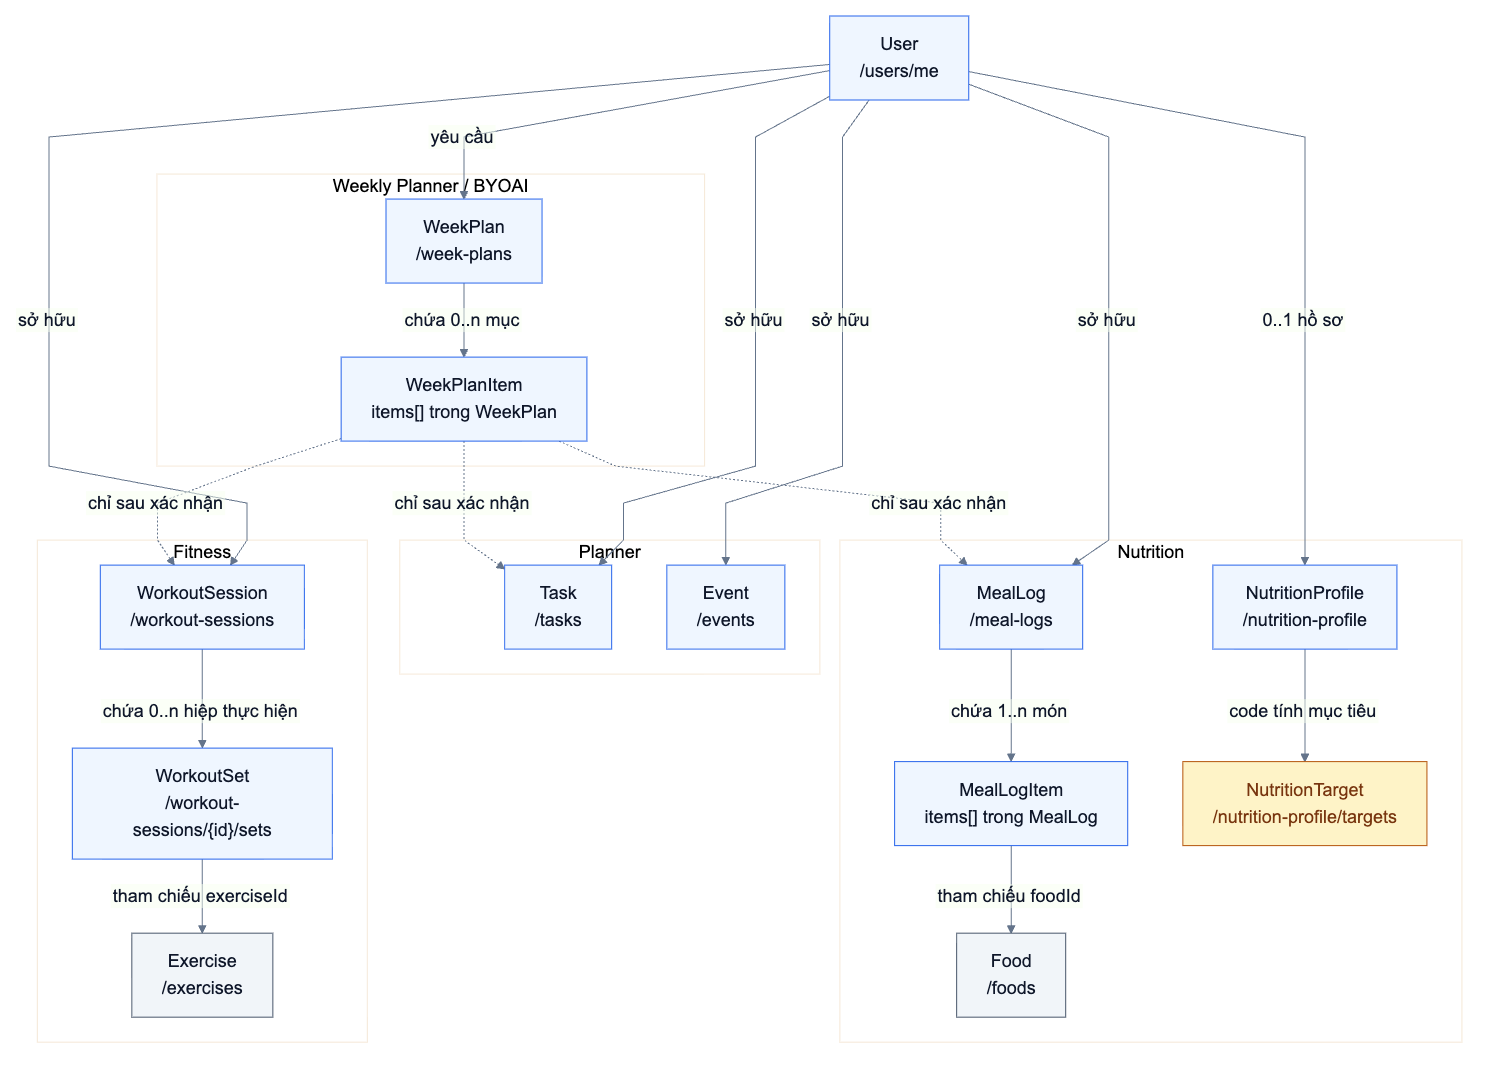 User
/users/me
yêu cầu
Weekly Planner / BYOAI
WeekPlan
/week-plans
sở hữu
chứa 0..n mục
sở hữu
sở hữu
sở hữu
0..1 hồ sơ
WeekPlanItem
items[] trong WeekPlan
chỉ sau xác nhận
chỉ sau xác nhận
chỉ sau xác nhận
Fitness
Planner
Nutrition
WorkoutSession
/workout-sessions
Task
/tasks
Event
/events
MealLog
/meal-logs
NutritionProfile
/nutrition-profile
chứa 0..n hiệp thực hiện
chứa 1..n món
code tính mục tiêu
WorkoutSet
/workout-
sessions/{id}/sets
MealLogItem
items[] trong MealLog
NutritionTarget
/nutrition-profile/targets
tham chiếu exerciseId
tham chiếu foodId
Exercise
/exercises
Food
/foods